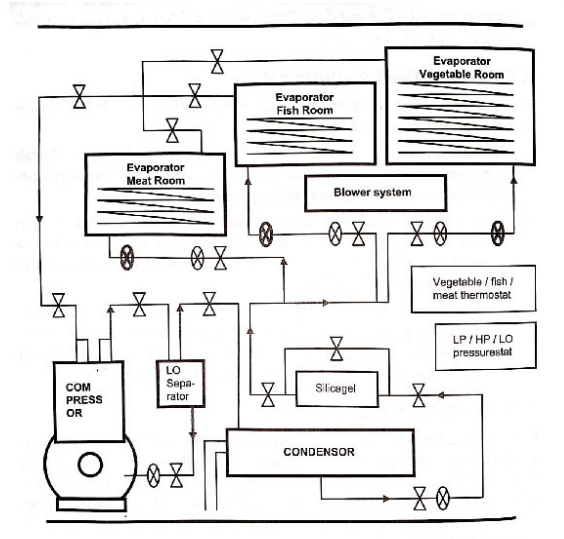 Evaporator
Vegetable Room
Evaporator
Fish Room
Evaporator
Meat Room
Blower system
Vegetable / fish /
meat thermostat
LP / HP / LO
pressurestat
COM
PRESS
OR
LO
Sepa-
rator
Silicagel
CONDENSOR